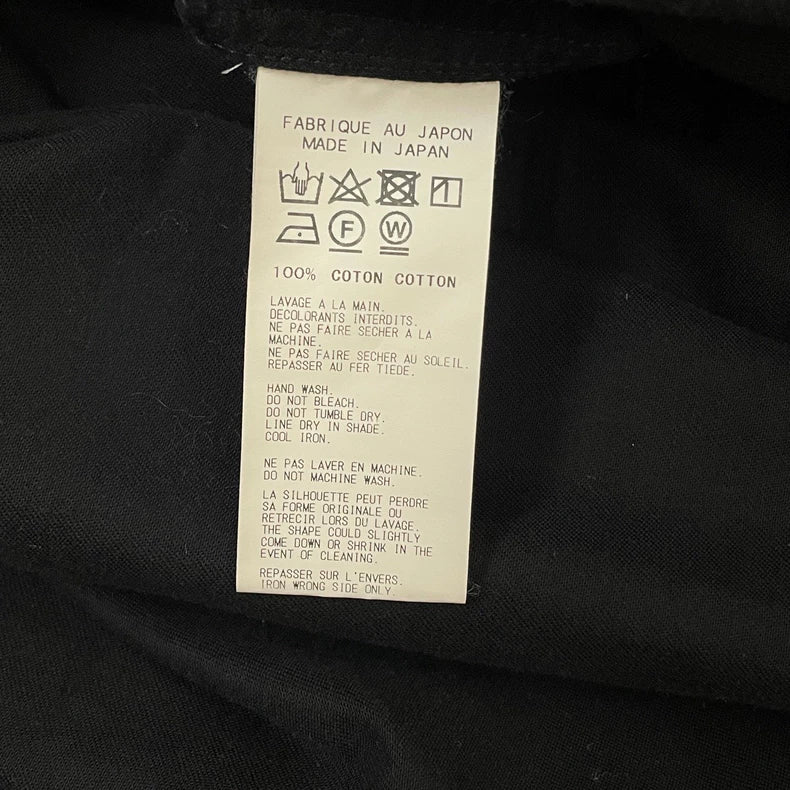 FABRIQUE AU JAPON
MADE IN JAPAN
F W
100% COTON COTTON
LAVAGE A LA MAIN.
DECOLORANTS INTERDITS.
NE PAS FAIRE SECHER A LA
MACHINE.
NE PAS FAIRE SECHER AU SOLEIL.
REPASSER AU FER TIEDE.
HAND WASH.
DO NOT BLEACH.
DO NOT TUMBLE DRY.
LINE DRY IN SHADE.
COOL IRON.
NE PAS LAVER EN MACHINE.
DO NOT MACHINE WASH.
LA SILHOUETTE PEUT PERDRE
SA FORME ORIGINALE OU
RETRECIR LORS DU LAVAGE.
THE SHAPE COULD SLIGHTLY
COME DOWN OR SHRINK IN THE
EVENT OF CLEANING.
REPASSER SUR L'ENVERS.
IRON WRONG SIDE ONLY.